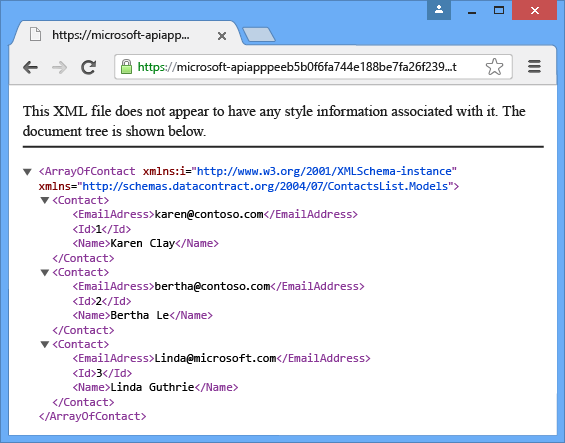 https://microsoft-apiapp...
https://microsoft-apiapppeeb5b0f6fa744e188be7fa26f239...t
This XML file does not appear to have any style information associated with it. The
document tree is shown below.
<ArrayOfContact xmlns:i="http://www.w3.org/2001/XMLSchema-instance"
xmlns="http://schemas.datacontract.org/2004/07/ContactsList.Models">
<Contact>
<EmailAdress>karen@contoso.com</EmailAddress>
<Id>1</Id>
<Name>Karen Clay</Name>
</Contact>
<Contact>
<EmailAdress>bertha@contoso.com</EmailAddress>
<Id>2</Id>
<Name>Bertha Le</Name>
</Contact>
<Contact>
<EmailAdress>Linda@microsoft.com</EmailAddress>
<Id>3</Id>
<Name>Linda Guthrie</Name>
</Contact>
</ArrayOfContact>